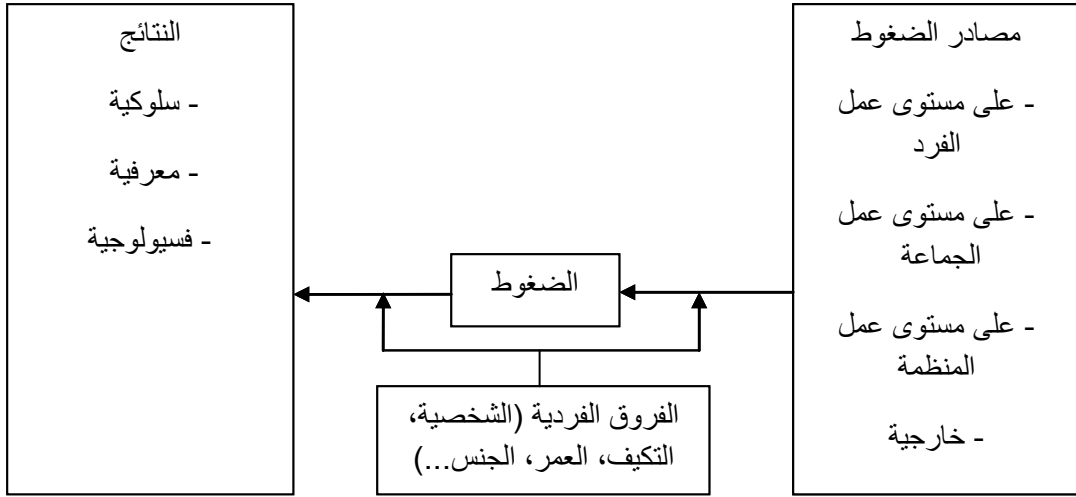 مصادر الضغوط
- على مستوى عمل
الفرد
- على مستوى عمل
الجماعة
- على مستوى عمل
المنظمة
- خارجية
الضغوط
الفروق الفردية (الشخصية،
التكيف، العمر، الجنس...)
النتائج
- سلوكية
- معرفية
- فسيولوجية